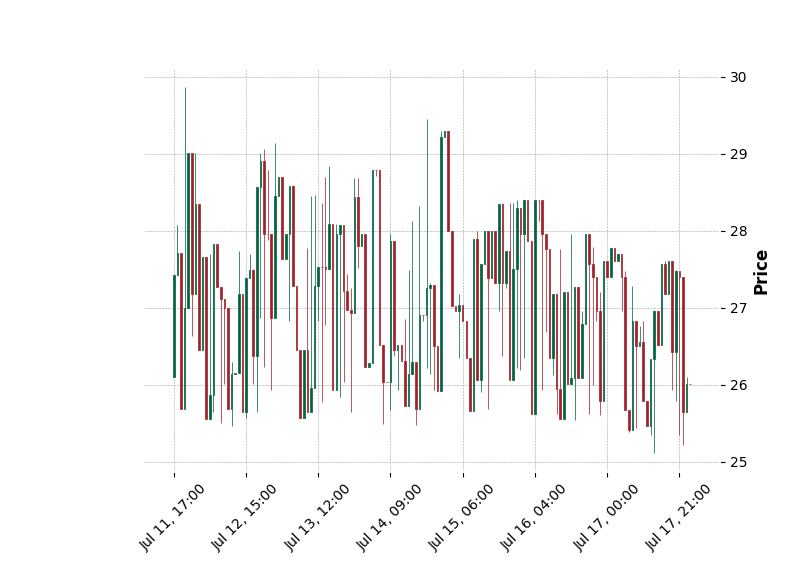 30
29
28
27
26
25
Price
Jul 11, 17:00
Jul 12, 15:00
Jul 13, 12:00
Jul 14, 09:00
Jul 15, 06:00
Jul 16, 04:00
Jul 17, 00:00
Jul 17, 21:00